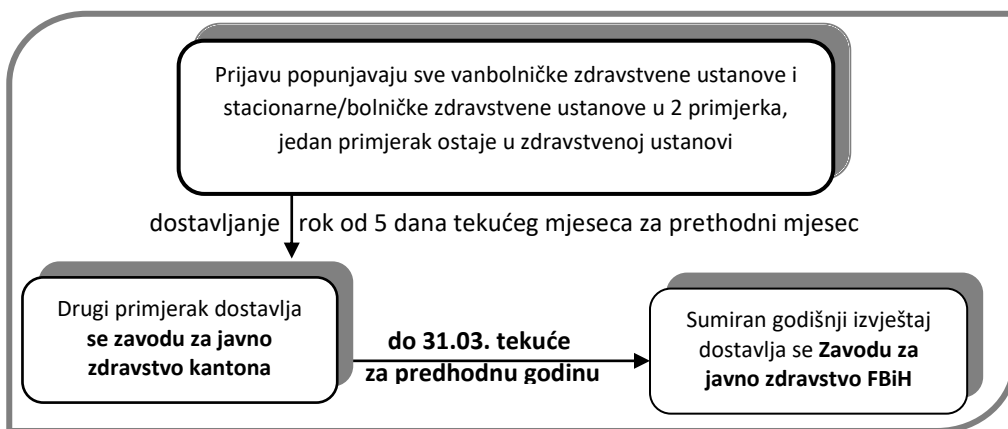 Prijavu popunjavaju sve vanbolničke zdravstvene ustanove i
stacionarne/bolničke zdravstvene ustanove u 2 primjerka,
jedan primjerak ostaje u zdravstvenoj ustanovi
dostavljanje rok od 5 dana tekućeg mjeseca za prethodni mjesec
Drugi primjerak dostavlja
se zavodu za javno
zdravstvo kantona
do 31.03. tekuće
za predhodnu godinu
Sumiran godišnji izvještaj
dostavlja se Zavodu za
javno zdravstvo FBiH